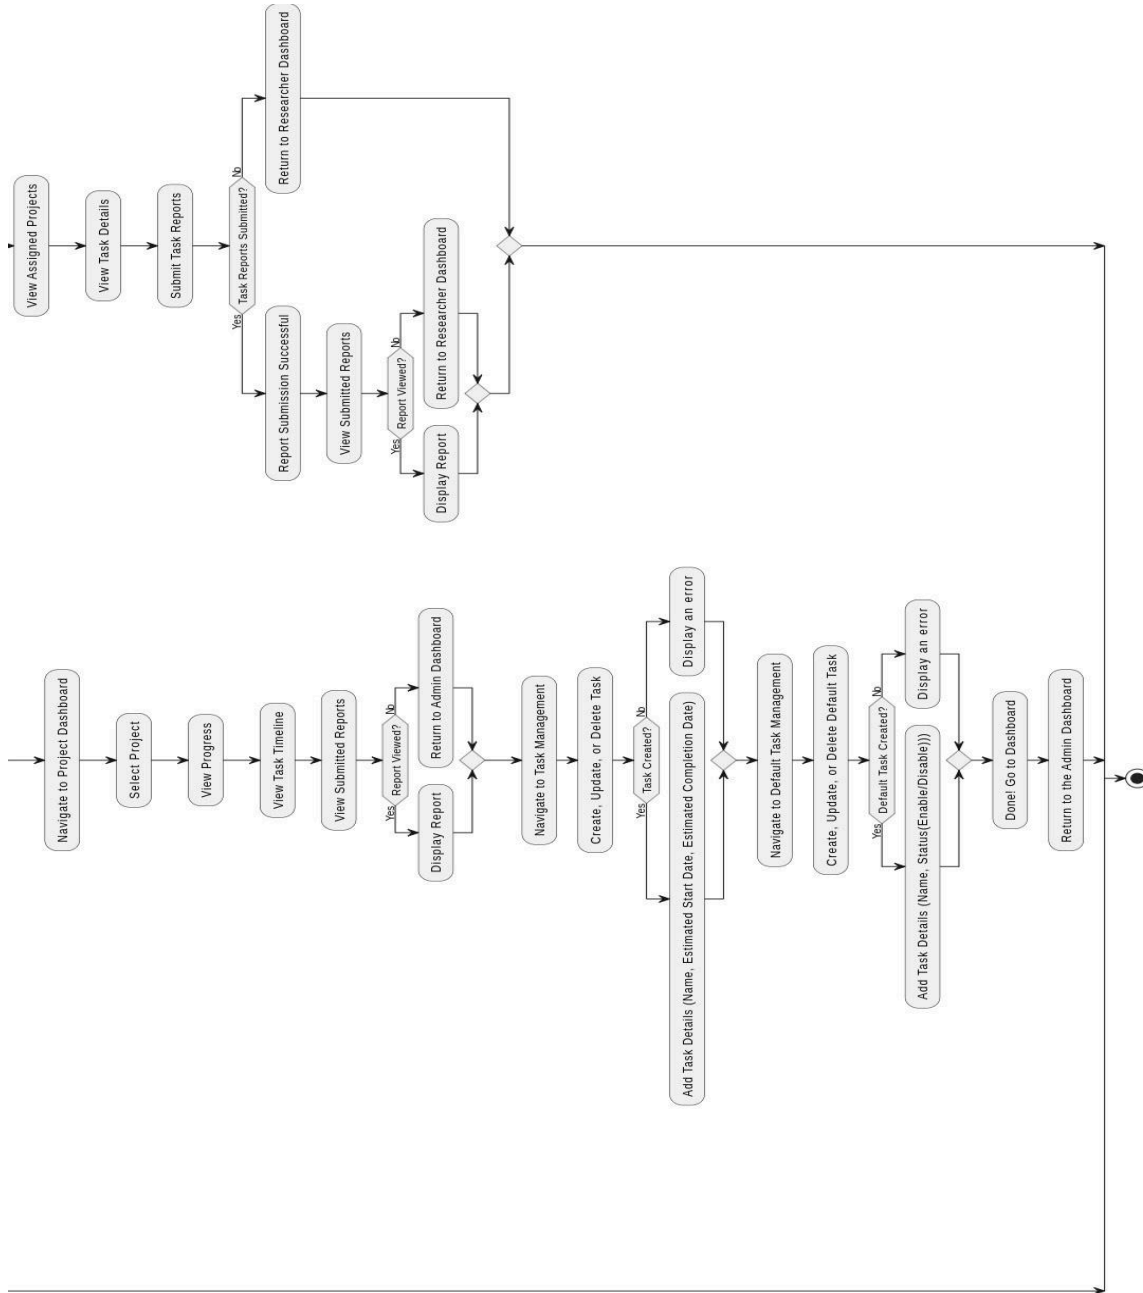 Navigate to Project Dashboard
Select Project
View Progress
View Task Timeline
View Submitted Reports
Yes
Report Viewed?
No
Display Report
Return to Admin Dashboard
Navigate to Task Management
Create, Update, or Delete Task
Yes
Task Created?
No
Add Task Details (Name, Estimated Start Date, Estimated Completion Date)
Display an error
Navigate to Default Task Management
Create, Update, or Delete Default Task
Yes
Default Task Created?
No
Add Task Details (Name, Status(Enable/Disable)))
Display an error
Done! Go to Dashboard
Return to the Admin Dashboard
View Assigned Projects
View Task Details
Submit Task Reports
Yes
Task Reports Submitted?
No
Report Submission Successful
Return to Researcher Dashboard
View Submitted Reports
Yes
Report Viewed?
No
Display Report
Return to Researcher Dashboard